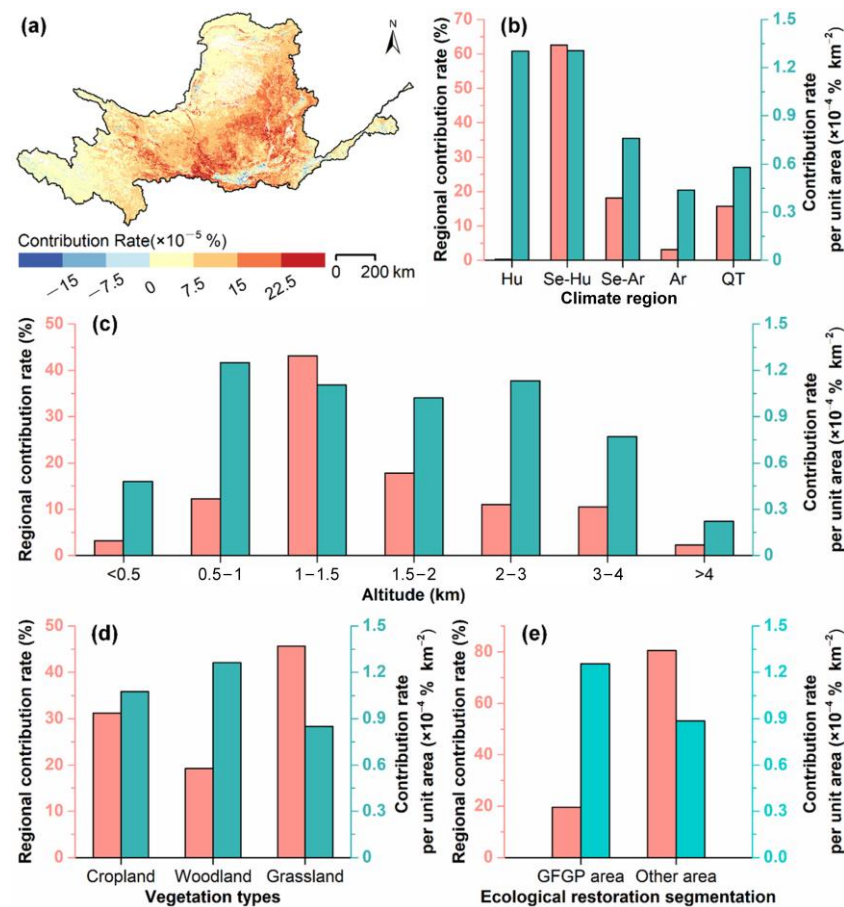 (a)
N
Contribution Rate(×10⁻⁵ %)
−15 −7.5 0 7.5 15 22.5
0 200 km
(b)
Regional contribution rate (%)
70
60
50
40
30
20
10
0
Hu Se-Hu Se-Ar Ar QT
Climate region
1.5
1.2
0.9
0.6
0.3
0
Contribution rate
per unit area (×10⁻⁴ % km⁻²)
(c)
Regional contribution rate (%)
50
40
30
20
10
0
<0.5 0.5−1 1−1.5 1.5−2 2−3 3−4 >4
Altitude (km)
1.5
1.2
0.9
0.6
0.3
0
Contribution rate
per unit area (×10⁻⁴ % km⁻²)
(d)
Regional contribution rate (%)
50
40
30
20
10
0
Cropland Woodland Grassland
Vegetation types
1.5
1.2
0.9
0.6
0.3
0
Contribution rate
per unit area (×10⁻⁴ % km⁻²)
(e)
Regional contribution rate (%)
80
60
40
20
0
GFGP area Other area
Ecological restoration segmentation
1.5
1.2
0.9
0.6
0.3
0
Contribution rate
per unit area (×10⁻⁴ % km⁻²)